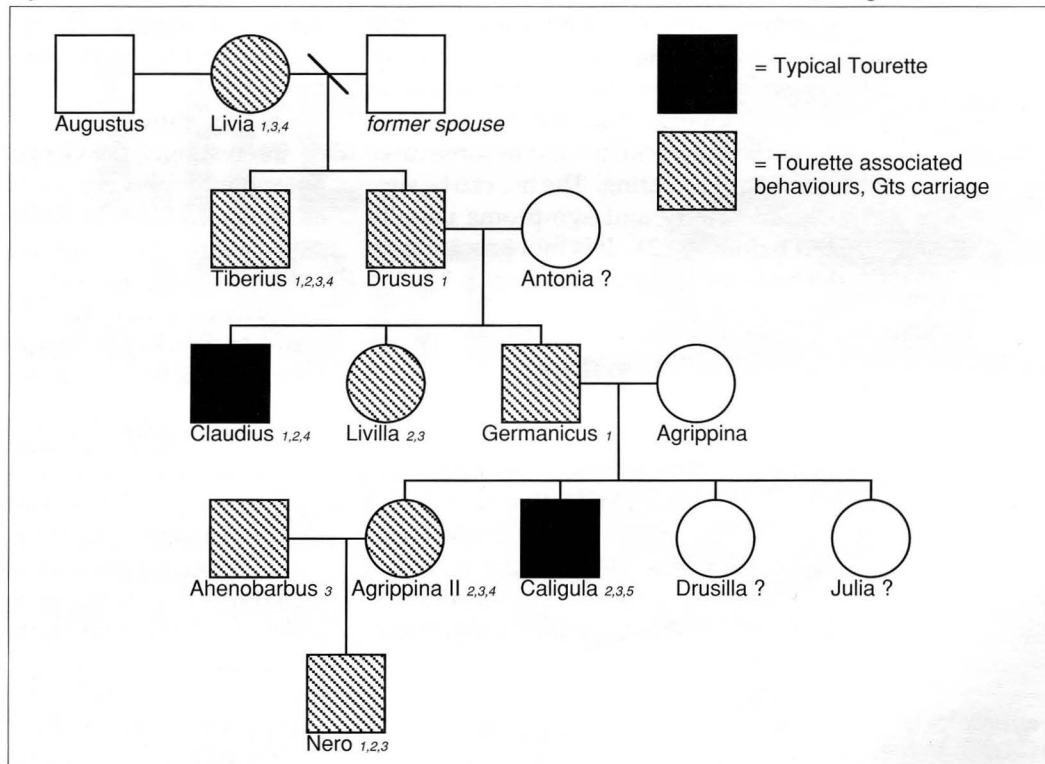 = Typical Tourette
Augustus
Livia 1,3,4
former spouse
= Tourette associated
behaviours, Gts carriage
Tiberius 1,2,3,4
Drusus 1
Antonia ?
Claudius 1,2,4
Livilla 2,3
Germanicus 1
Agrippina
Ahenobarbus 3
Agrippina II 2,3,4
Caligula 2,3,5
Drusilla ?
Julia ?
Nero 1,2,3